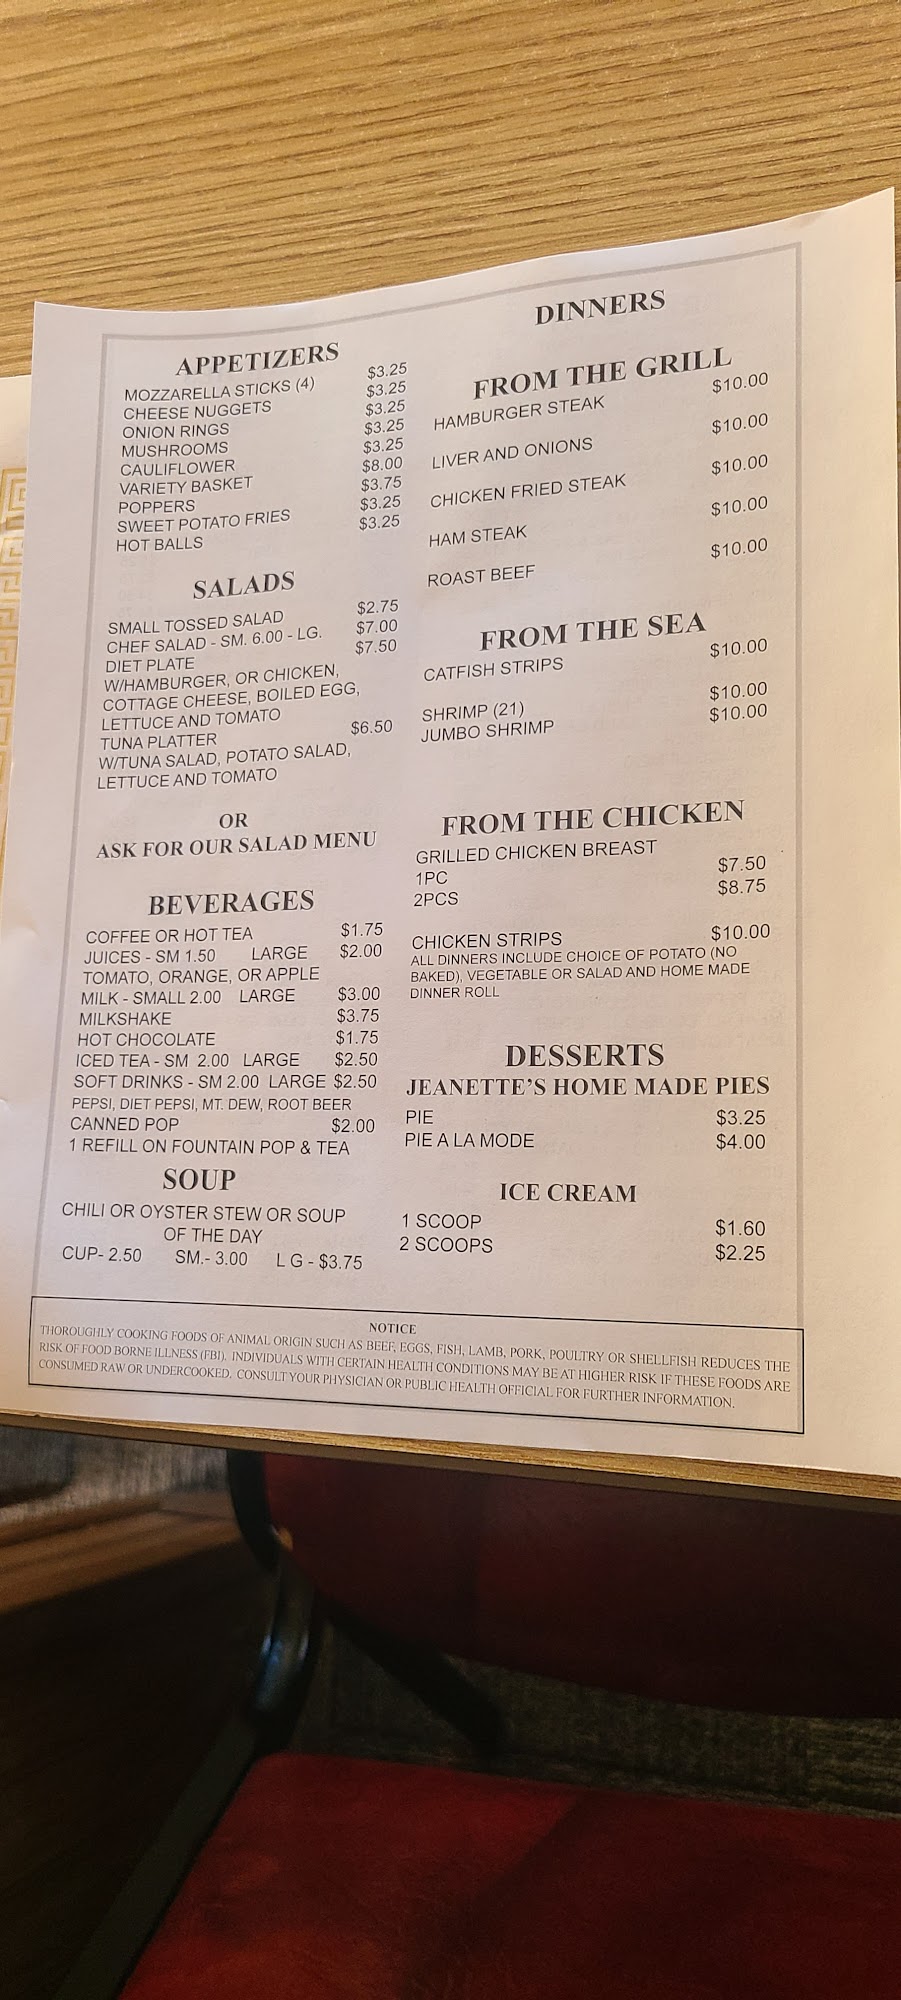 APPETIZERS
MOZZARELLA STICKS (4) $3.25
CHEESE NUGGETS $3.25
ONION RINGS $3.25
MUSHROOMS $3.25
CAULIFLOWER $3.25
VARIETY BASKET $8.00
POPPERS $3.75
SWEET POTATO FRIES $3.25
HOT BALLS $3.25
SALADS
SMALL TOSSED SALAD $2.75
CHEF SALAD - SM. 6.00 - LG. $7.00
DIET PLATE $7.50
W/HAMBURGER, OR CHICKEN,
COTTAGE CHEESE, BOILED EGG,
LETTUCE AND TOMATO
TUNA PLATTER $6.50
W/TUNA SALAD, POTATO SALAD,
LETTUCE AND TOMATO
OR
ASK FOR OUR SALAD MENU
BEVERAGES
COFFEE OR HOT TEA $1.75
JUICES - SM 1.50 LARGE $2.00
TOMATO, ORANGE, OR APPLE
MILK - SMALL 2.00 LARGE $3.00
MILKSHAKE $3.75
HOT CHOCOLATE $1.75
ICED TEA - SM 2.00 LARGE $2.50
SOFT DRINKS - SM 2.00 LARGE $2.50
PEPSI, DIET PEPSI, MT. DEW, ROOT BEER
CANNED POP $2.00
1 REFILL ON FOUNTAIN POP & TEA
SOUP
CHILI OR OYSTER STEW OR SOUP
OF THE DAY
CUP- 2.50 SM.- 3.00 L G - $3.75
DINNERS
FROM THE GRILL
HAMBURGER STEAK $10.00
LIVER AND ONIONS $10.00
CHICKEN FRIED STEAK $10.00
HAM STEAK $10.00
ROAST BEEF $10.00
FROM THE SEA
CATFISH STRIPS $10.00
SHRIMP (21) $10.00
JUMBO SHRIMP $10.00
FROM THE CHICKEN
GRILLED CHICKEN BREAST
1PC $7.50
2PCS $8.75
CHICKEN STRIPS $10.00
ALL DINNERS INCLUDE CHOICE OF POTATO (NO
BAKED), VEGETABLE OR SALAD AND HOME MADE
DINNER ROLL
DESSERTS
JEANETTE'S HOME MADE PIES
PIE $3.25
PIE A LA MODE $4.00
ICE CREAM
1 SCOOP $1.60
2 SCOOPS $2.25
NOTICE
THOROUGHLY COOKING FOODS OF ANIMAL ORIGIN SUCH AS BEEF, EGGS, FISH, LAMB, PORK, POULTRY OR SHELLFISH REDUCES THE
RISK OF FOOD BORNE ILLNESS (FBI). INDIVIDUALS WITH CERTAIN HEALTH CONDITIONS MAY BE AT HIGHER RISK IF THESE FOODS ARE
CONSUMED RAW OR UNDERCOOKED. CONSULT YOUR PHYSICIAN OR PUBLIC HEALTH OFFICIAL FOR FURTHER INFORMATION.